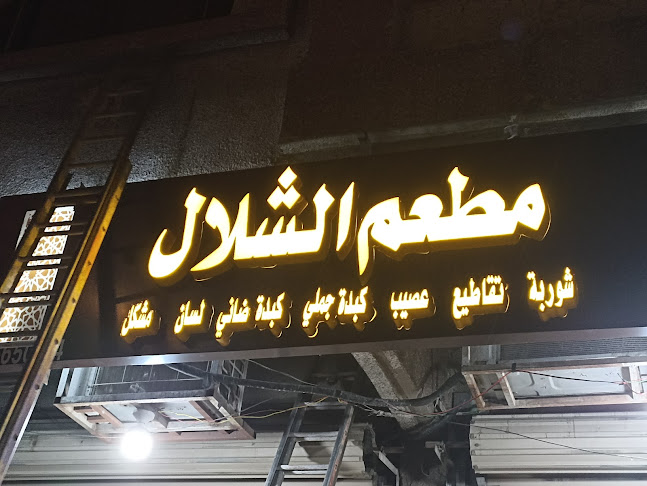 مطعم الشلال
شوربة تقاطيع عصيب كبدة جملي كبدة ضاني لسان مشكل